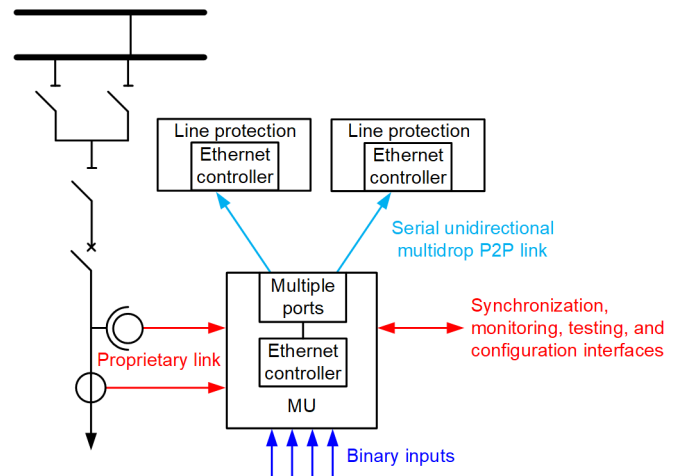 Line protection
Ethernet
controller
Line protection
Ethernet
controller
Serial unidirectional
multidrop P2P link
Multiple
ports
Synchronization,
monitoring, testing, and
configuration interfaces
Proprietary link
Ethernet
controller
MU
Binary inputs